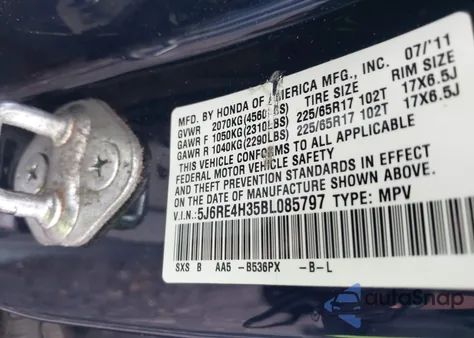 MFD. BY HONDA OF AMERICA MFG., INC. 07/'11
GVWR 2070KG(4560LBS) TIRE SIZE RIM SIZE
GAWR F 1050KG(2310LBS) 225/65R17 102T 17X6.5J
GAWR R 1040KG(2290LBS) 225/65R17 102T 17X6.5J
THIS VEHICLE CONFORMS TO ALL APPLICABLE
FEDERAL MOTOR VEHICLE SAFETY
AND THEFT PREVENTION STANDARDS IN EFFECT
ON THE DATE OF MANUFACTURE SHOWN ABOVE.
V.I.N: 5J6RE4H35BL085797 TYPE: MPV
SXS B AA5 -B536PX -B-L
autoSnap